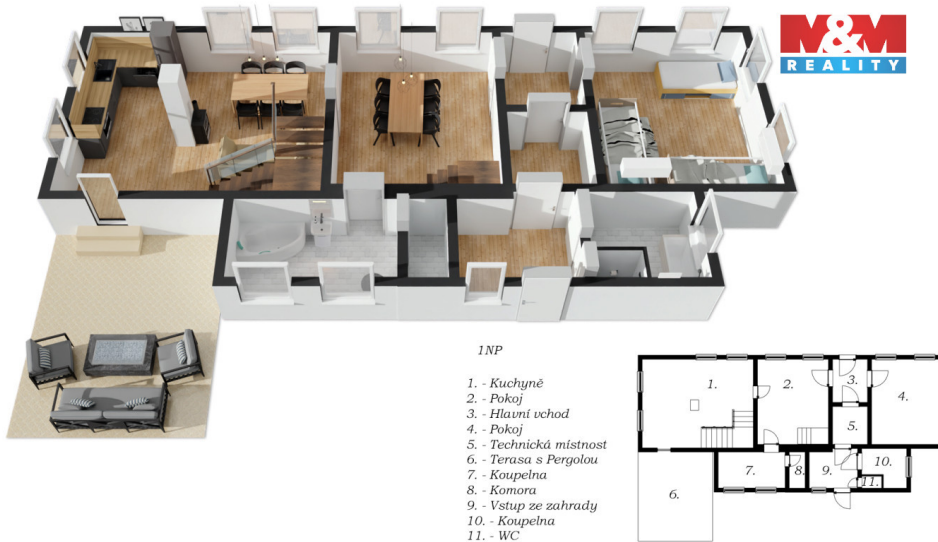 M&M
REALITY
1NP
1. - Kuchyně
2. - Pokoj
3. - Hlavní vchod
4. - Pokoj
5. - Technická místnost
6. - Terasa s Pergolou
7. - Koupelna
8. - Komora
9. - Vstup ze zahrady
10. - Koupelna
11. - WC
1.
2.
3.
4.
5.
6.
7.
8.
9.
10.
11.